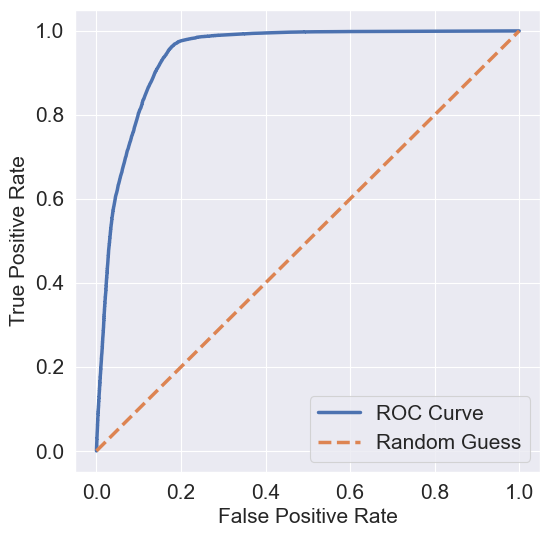 1.0
0.8
0.6
0.4
0.2
0.0
True Positive Rate
ROC Curve
Random Guess
0.0 0.2 0.4 0.6 0.8 1.0
False Positive Rate